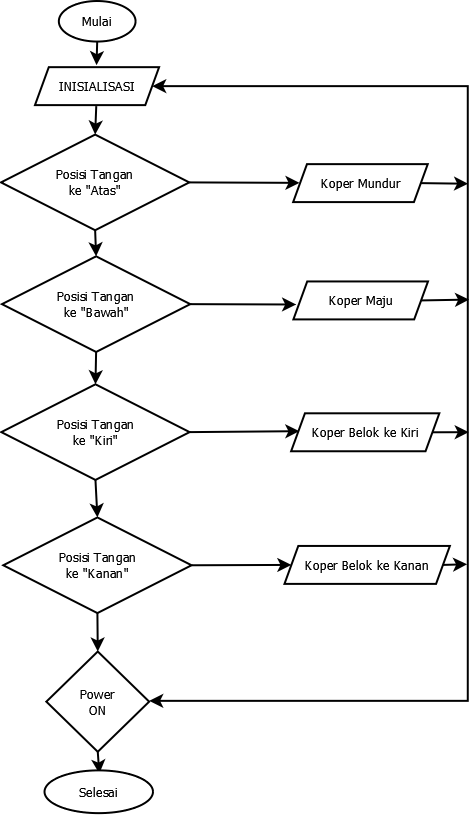 Mulai
INISIALISASI
Posisi Tangan
ke "Atas"
Koper Mundur
Posisi Tangan
ke "Bawah"
Koper Maju
Posisi Tangan
ke "Kiri"
Koper Belok ke Kiri
Posisi Tangan
ke "Kanan"
Koper Belok ke Kanan
Power
ON
Selesai